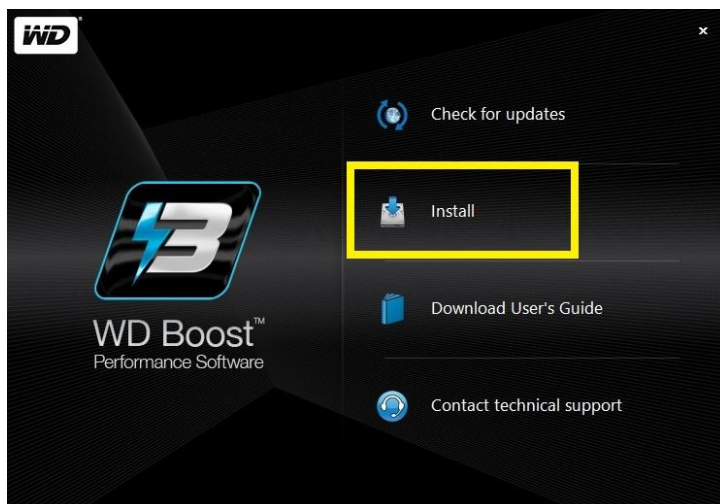 WD
Check for updates
Install
Download User's Guide
WD Boost™
Performance Software
Contact technical support